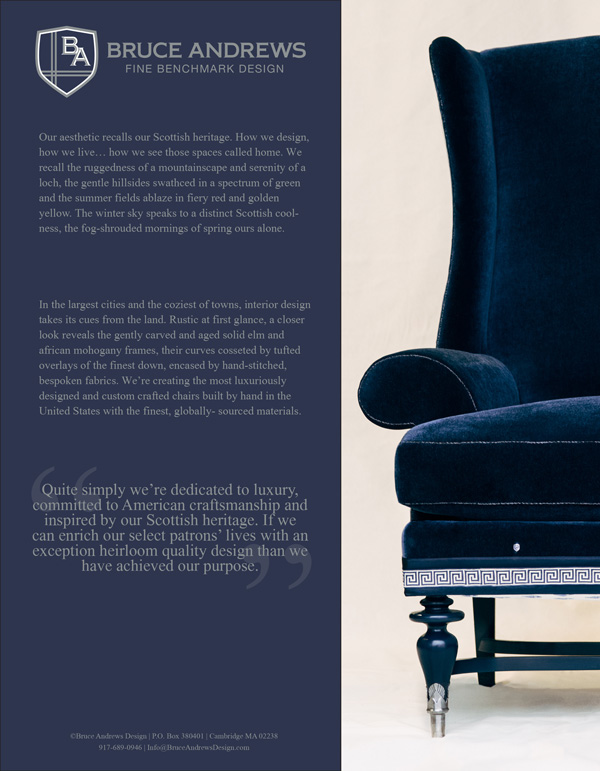 BA
BRUCE ANDREWS
FINE BENCHMARK DESIGN
Our aesthetic recalls our Scottish heritage. How we design,
how we live… how we see those spaces called home. We
recall the ruggedness of a mountainscape and serenity of a
loch, the gentle hillsides swathced in a spectrum of green
and the summer fields ablaze in fiery red and golden
yellow. The winter sky speaks to a distinct Scottish cool-
ness, the fog-shrouded mornings of spring ours alone.
In the largest cities and the coziest of towns, interior design
takes its cues from the land. Rustic at first glance, a closer
look reveals the gently carved and aged solid elm and
african mohogany frames, their curves cosseted by tufted
overlays of the finest down, encased by hand-stitched,
bespoken fabrics. We’re creating the most luxuriously
designed and custom crafted chairs built by hand in the
United States with the finest, globally- sourced materials.
“Quite simply we’re dedicated to luxury,
committed to American craftsmanship and
inspired by our Scottish heritage. If we
can enrich our select patrons’ lives with an
exception heirloom quality design than we
have achieved our purpose.”
©Bruce Andrews Design | P.O. Box 380401 | Cambridge MA 02238
917-689-0946 | Info@BruceAndrewsDesign.com